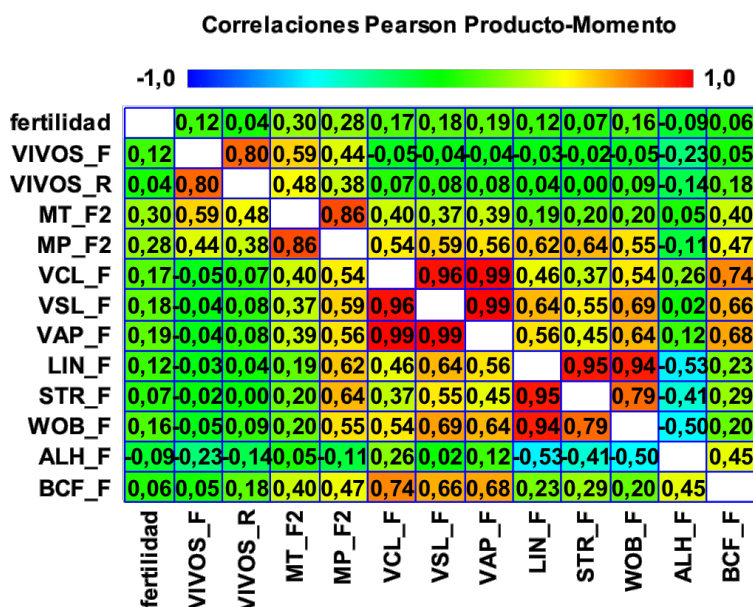 Correlaciones Pearson Producto-Momento
-1,0 1,0
fertilidad 0,12 0,04 0,30 0,28 0,17 0,18 0,19 0,12 0,07 0,16 -0,09 0,06
VIVOS_F 0,12 0,80 0,59 0,44 -0,05 -0,04 -0,04 -0,03 -0,02 -0,05 -0,23 0,05
VIVOS_R 0,04 0,80 0,48 0,38 0,07 0,08 0,08 0,04 0,00 0,09 -0,14 0,18
MT_F2 0,30 0,59 0,48 0,86 0,40 0,37 0,39 0,19 0,20 0,20 0,05 0,40
MP_F2 0,28 0,44 0,38 0,86 0,54 0,59 0,56 0,62 0,64 0,55 -0,11 0,47
VCL_F 0,17 -0,05 0,07 0,40 0,54 0,96 0,99 0,46 0,37 0,54 0,26 0,74
VSL_F 0,18 -0,04 0,08 0,37 0,59 0,96 0,99 0,64 0,55 0,69 0,02 0,66
VAP_F 0,19 -0,04 0,08 0,39 0,56 0,99 0,99 0,56 0,45 0,64 0,12 0,68
LIN_F 0,12 -0,03 0,04 0,19 0,62 0,46 0,64 0,56 0,95 0,94 -0,53 0,23
STR_F 0,07 -0,02 0,00 0,20 0,64 0,37 0,55 0,45 0,95 0,79 -0,41 0,29
WOB_F 0,16 -0,05 0,09 0,20 0,55 0,54 0,69 0,64 0,94 0,79 -0,50 0,20
ALH_F -0,09 -0,23 -0,14 0,05 -0,11 0,26 0,02 0,12 -0,53 -0,41 -0,50 0,45
BCF_F 0,06 0,05 0,18 0,40 0,47 0,74 0,66 0,68 0,23 0,29 0,20 0,45
fertilidad VIVOS_F VIVOS_R MT_F2 MP_F2 VCL_F VSL_F VAP_F LIN_F STR_F WOB_F ALH_F BCF_F